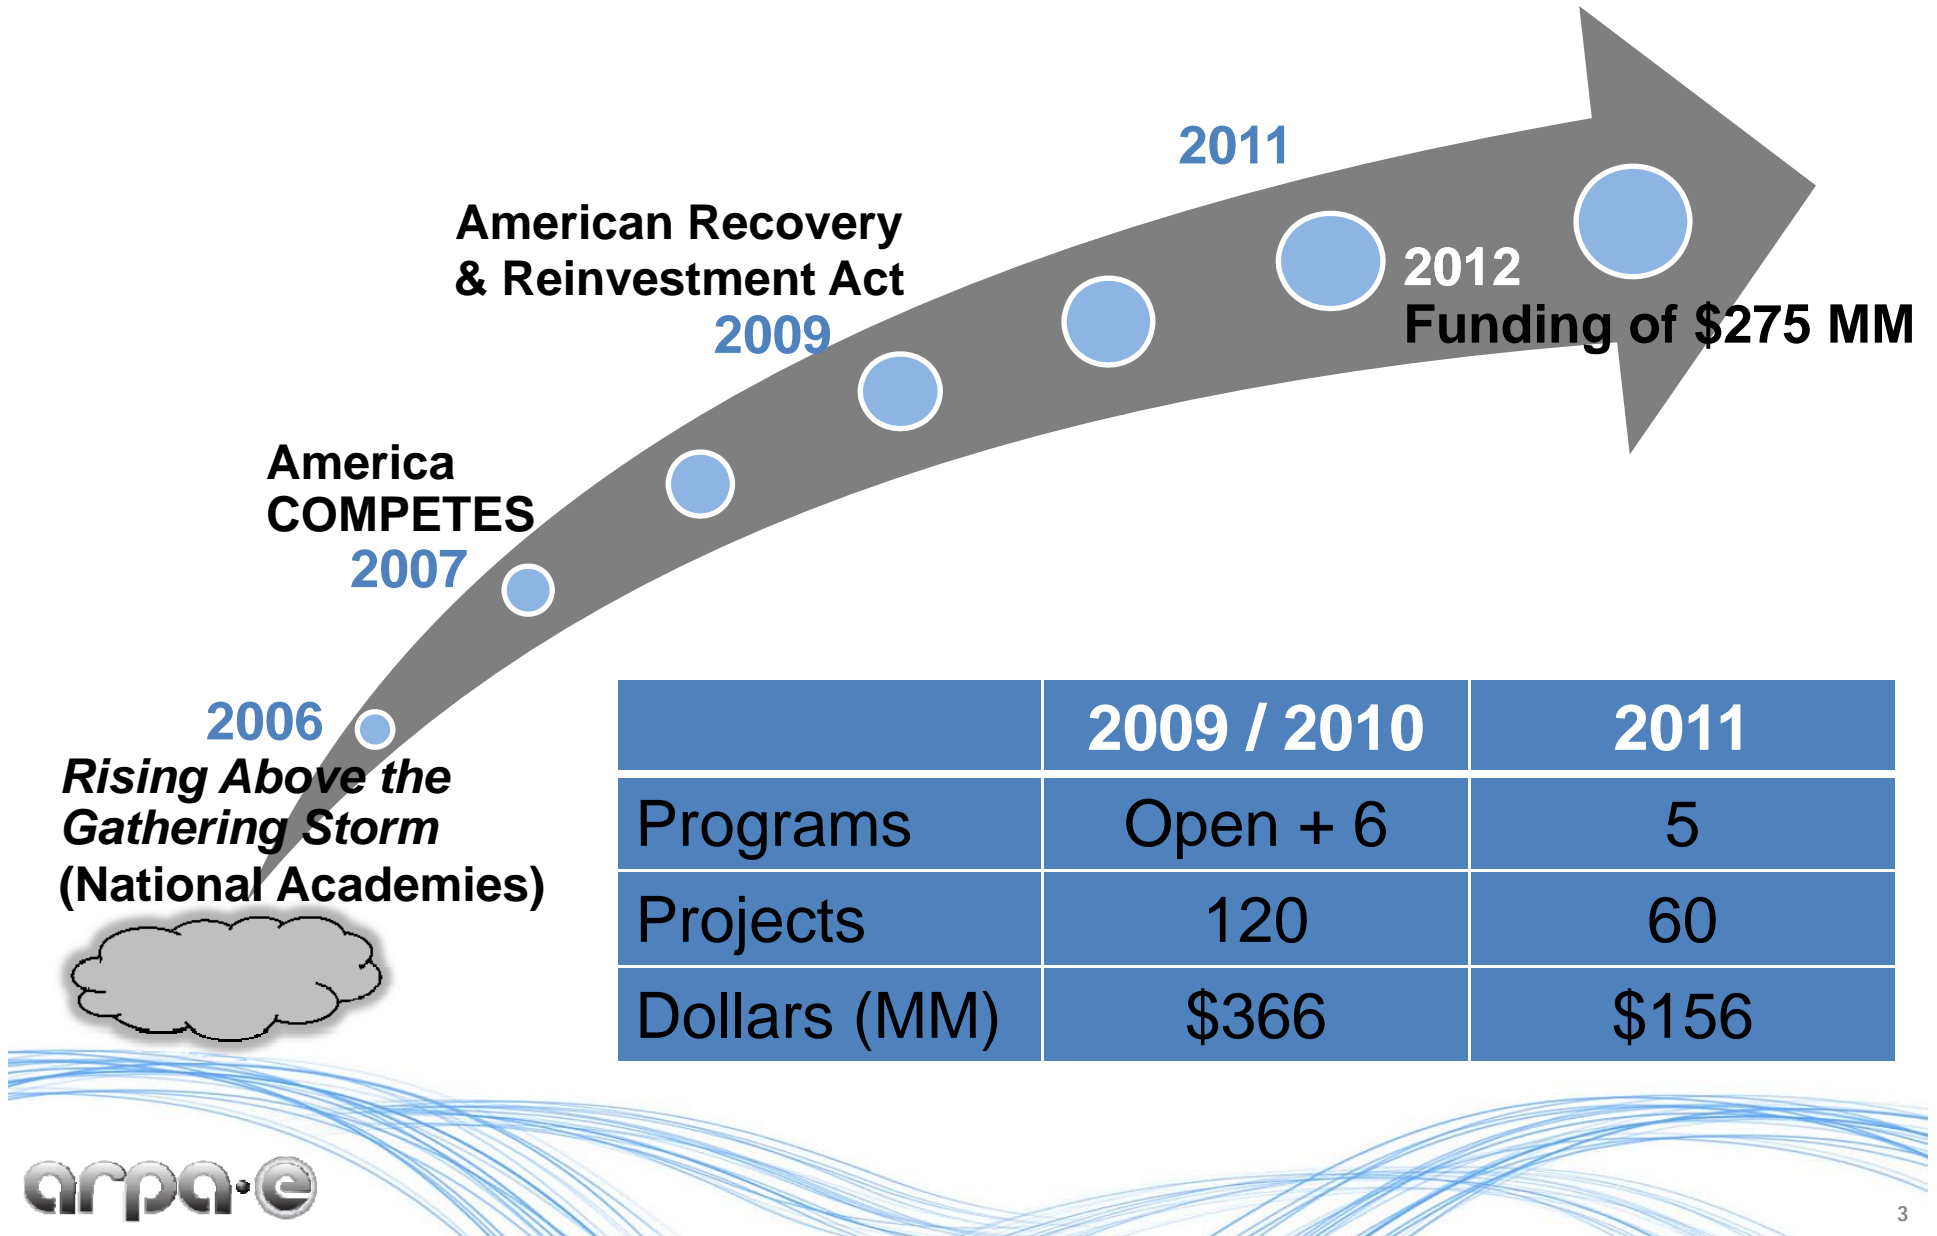 2011
American Recovery
& Reinvestment Act
2009
2012
Funding of $275 MM
America
COMPETES
2007
2006
Rising Above the
Gathering Storm
(National Academies)
2009 / 2010 2011
Programs Open + 6 5
Projects 120 60
Dollars (MM) $366 $156
arpa·e
3